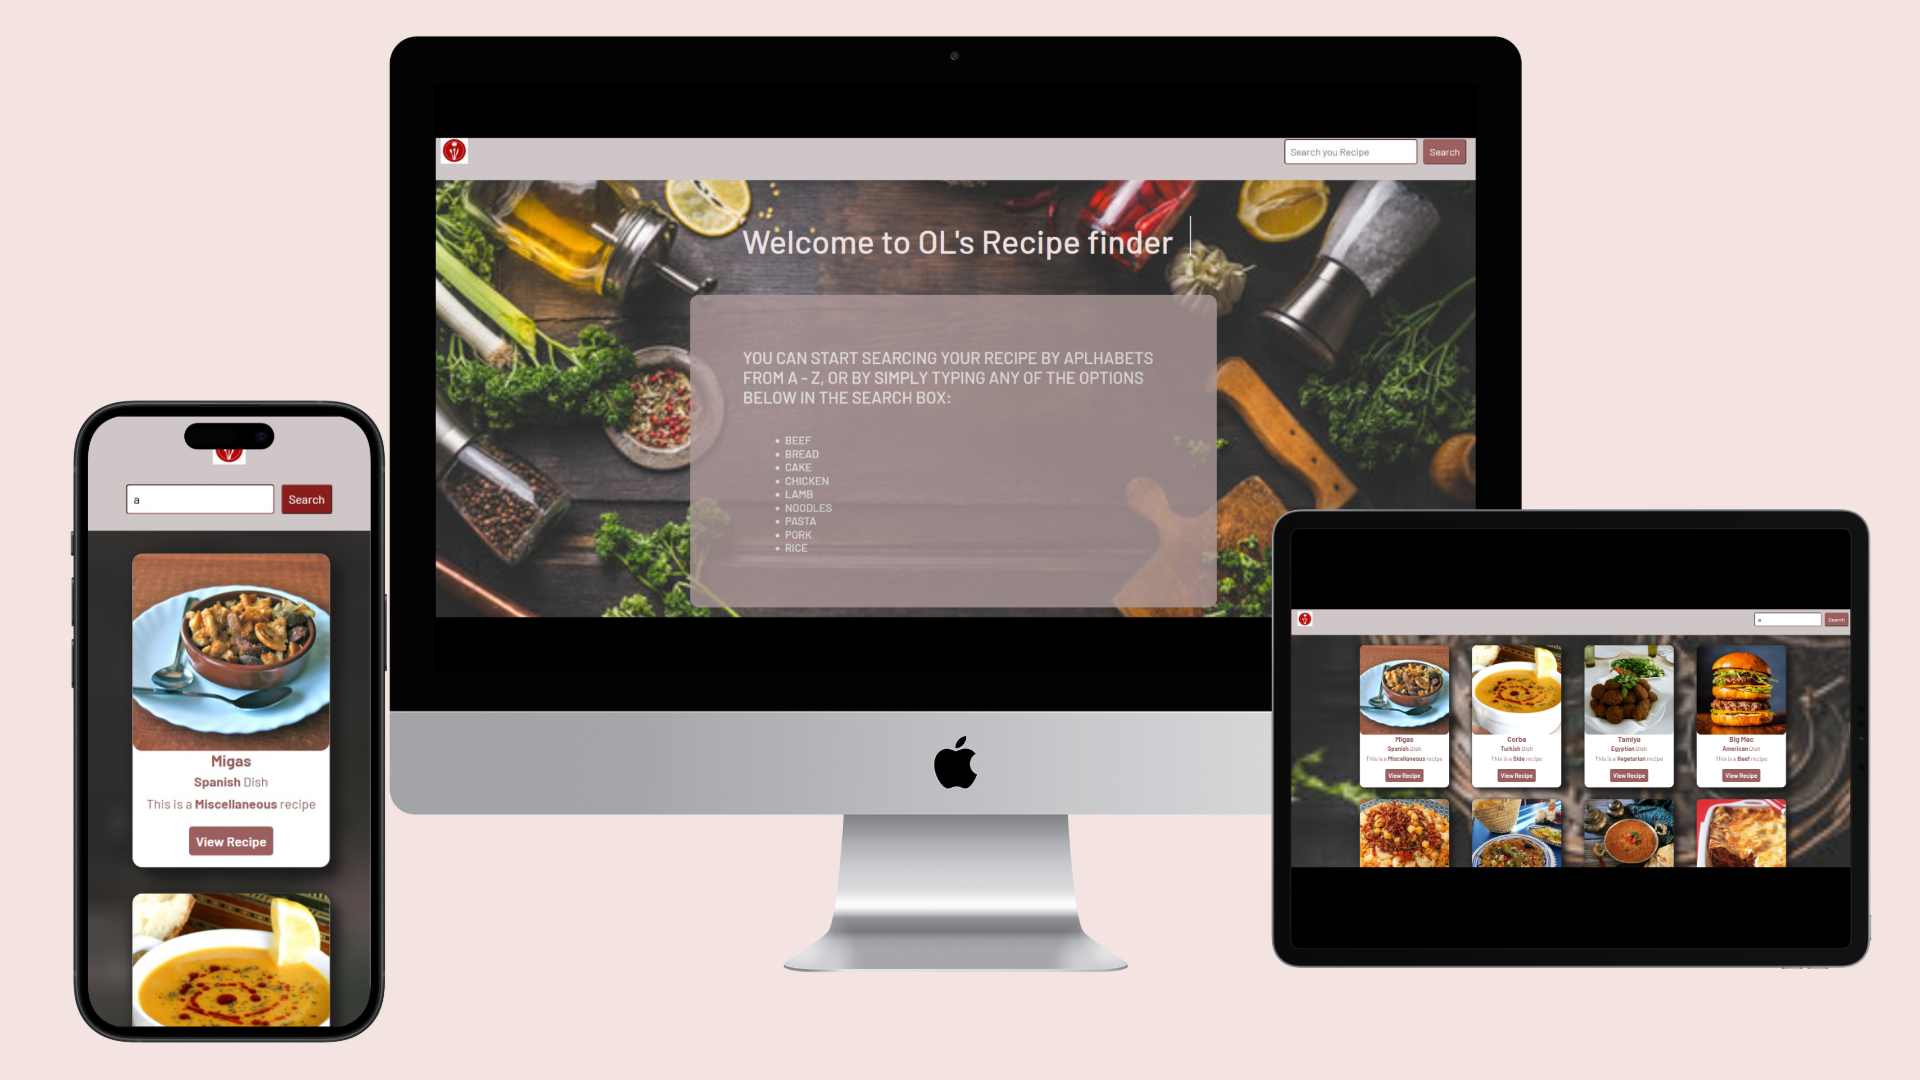 Search you Recipe
Search
Welcome to OL's Recipe finder
YOU CAN START SEARCING YOUR RECIPE BY APLHABETS
FROM A - Z, OR BY SIMPLY TYPING ANY OF THE OPTIONS
BELOW IN THE SEARCH BOX:
BEEF
BREAD
CAKE
CHICKEN
LAMB
NOODLES
PASTA
PORK
RICE
a
Search
Migas
Spanish Dish
This is a Miscellaneous recipe
View Recipe
a
Search
Migas
Spanish Dish
This is a Miscellaneous recipe
View Recipe
Corba
Turkish Dish
This is a Side recipe
View Recipe
Tamiya
Egyptian Dish
This is a Vegetarian recipe
View Recipe
Big Mac
American Dish
This is a Beef recipe
View Recipe